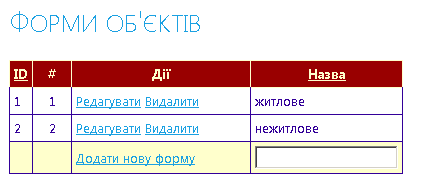 Форми об'єктів
ID # Дії Назва
1 1 Редагувати Видалити житлове
2 2 Редагувати Видалити нежитлове
Додати нову форму